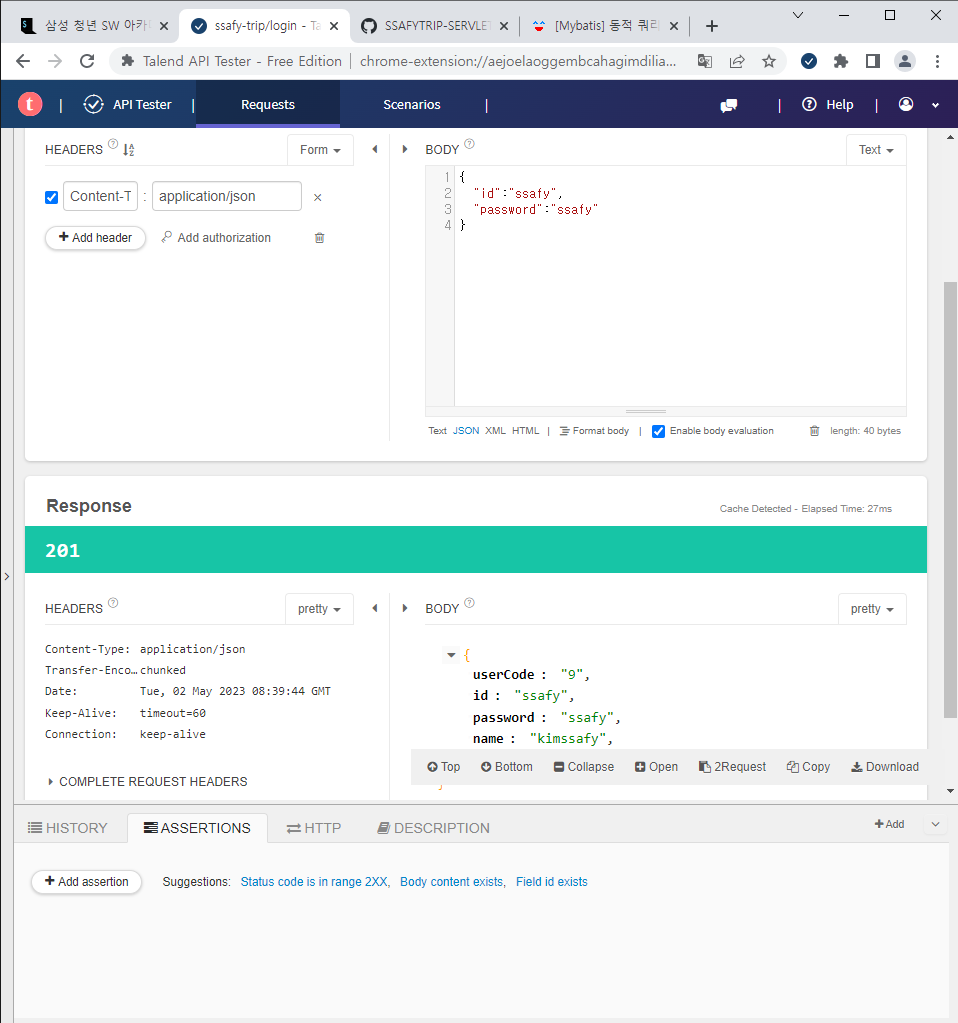 삼성 청년 SW 아카
ssafy-trip/login - Ta
SSAFYTRIP-SERVLET
[Mybatis] 동적 쿼리
Talend API Tester - Free Edition | chrome-extension://aejoelaoggembcahagimdilia...
t | API Tester | Requests Scenarios | | Help |
HEADERS ? Form
Content-T : application/json ×
+ Add header Add authorization
BODY ? Text
1 {
2 "id":"ssafy",
3 "password":"ssafy"
4 }
Text JSON XML HTML | Format body | Enable body evaluation length: 40 bytes
Response
Cache Detected - Elapsed Time: 27ms
201
HEADERS ? pretty
Content-Type: application/json
Transfer-Enco… chunked
Date: Tue, 02 May 2023 08:39:44 GMT
Keep-Alive: timeout=60
Connection: keep-alive
COMPLETE REQUEST HEADERS
BODY ? pretty
{
userCode : "9",
id : "ssafy",
password : "ssafy",
name : "kimssafy",
Top Bottom Collapse Open 2Request Copy Download
HISTORY ASSERTIONS HTTP DESCRIPTION + Add
+ Add assertion Suggestions: Status code is in range 2XX, Body content exists, Field id exists